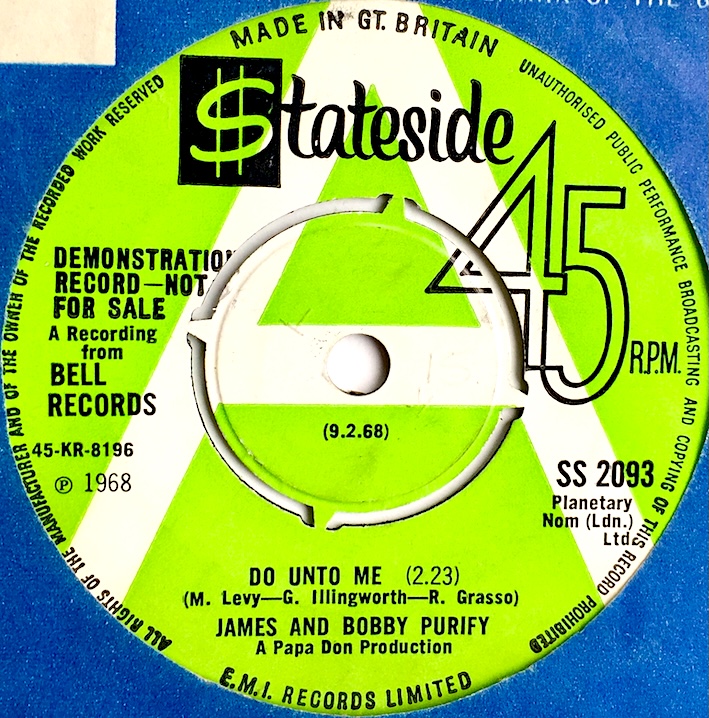 MADE IN GT. BRITAIN
$tateside
45
R.P.M.
DEMONSTRATION
RECORD—NOT
FOR SALE
A Recording
from
BELL
RECORDS
45-KR-8196
℗ 1968
(9.2.68)
SS 2093
Planetary
Nom (Ldn.)
Ltd.
DO UNTO ME (2.23)
(M. Levy—G. Illingworth—R. Grasso)
JAMES AND BOBBY PURIFY
A Papa Don Production
E.M.I. RECORDS LIMITED
ALL RIGHTS OF THE MANUFACTURER AND OF THE OWNER OF THE RECORDED WORK RESERVED
UNAUTHORISED PUBLIC PERFORMANCE BROADCASTING AND COPYING OF THIS RECORD PROHIBITED
OF THE